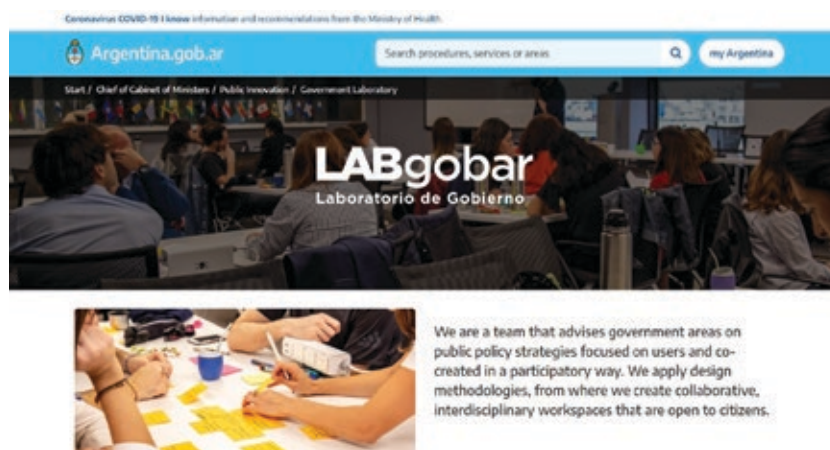 Coronavirus COVID-19 I know information and recommendations from the Ministry of Health
Argentina.gob.ar
Search procedures, services or areas
my Argentina
Start / Chief of Cabinet of Ministers / Public Innovation / Government Laboratory
LABgobar
Laboratorio de Gobierno
We are a team that advises government areas on
public policy strategies focused on users and co-
created in a participatory way. We apply design
methodologies, from where we create collaborative,
interdisciplinary workspaces that are open to citizens.